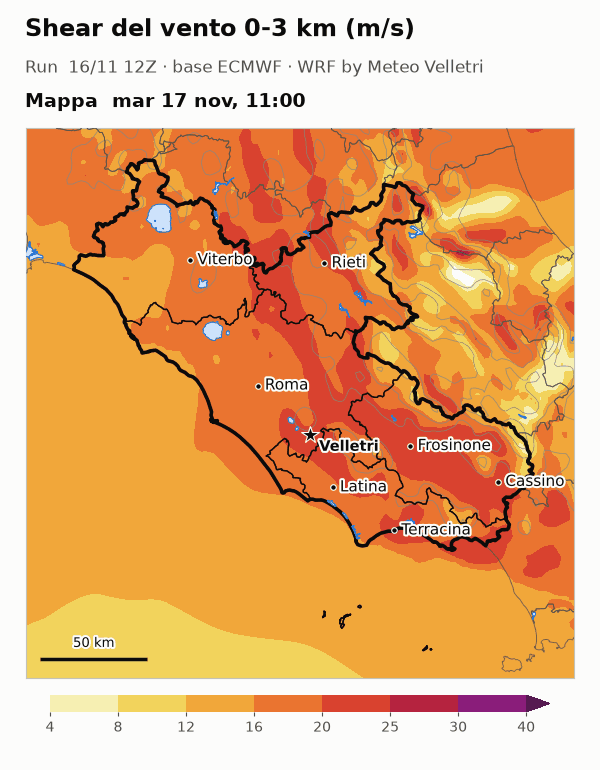 Shear del vento 0-3 km (m/s)
Run  16/11 12Z · base ECMWF · WRF by Meteo Velletri
Mappa  mar 17 nov, 11:00
Viterbo
Rieti
Roma
Velletri
Frosinone
Cassino
Latina
Terracina
50 km
4 8 12 16 20 25 30 40